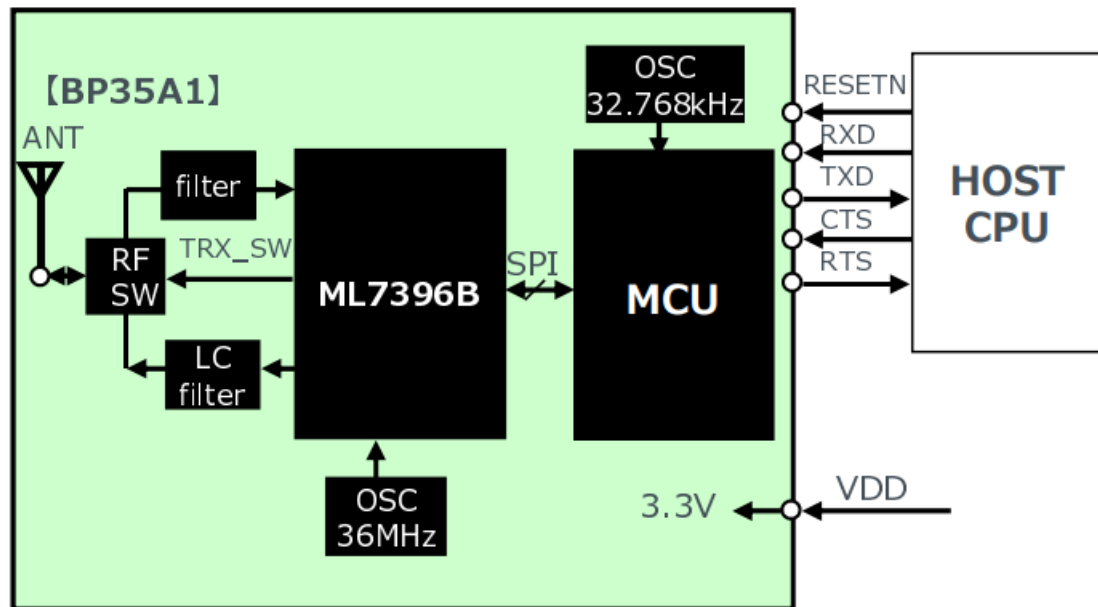 【BP35A1】
ANT
filter
RF
SW
TRX_SW
LC
filter
ML7396B
OSC
36MHz
SPI
OSC
32.768kHz
MCU
RESETN
RXD
TXD
CTS
RTS
HOST
CPU
3.3V
VDD